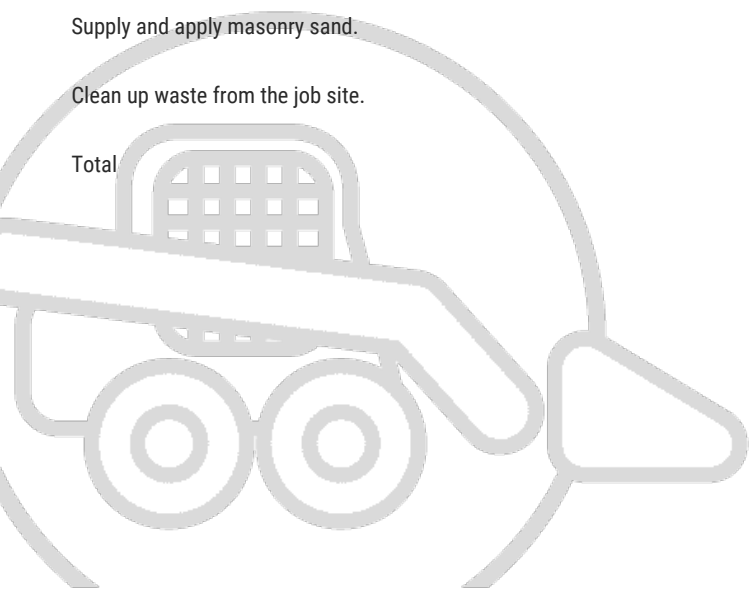 Supply and apply masonry sand.
Clean up waste from the job site.
Total